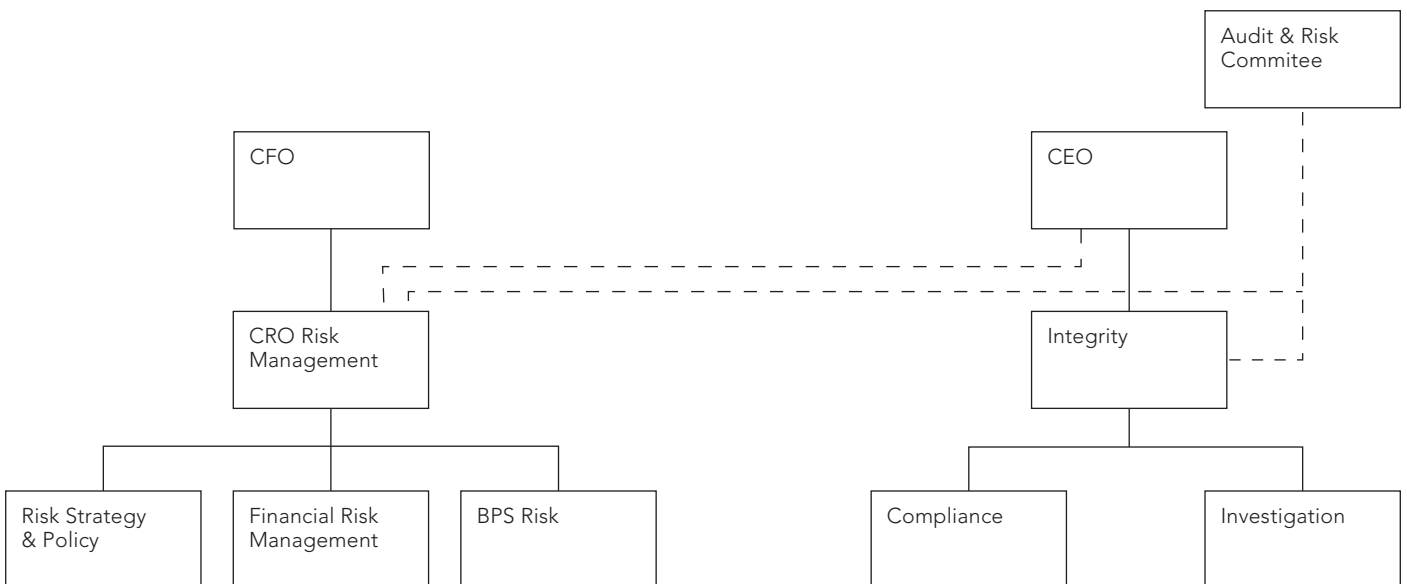 Audit & Risk
Commitee
CFO
CEO
CRO Risk
Management
Integrity
Risk Strategy
& Policy
Financial Risk
Management
BPS Risk
Compliance
Investigation